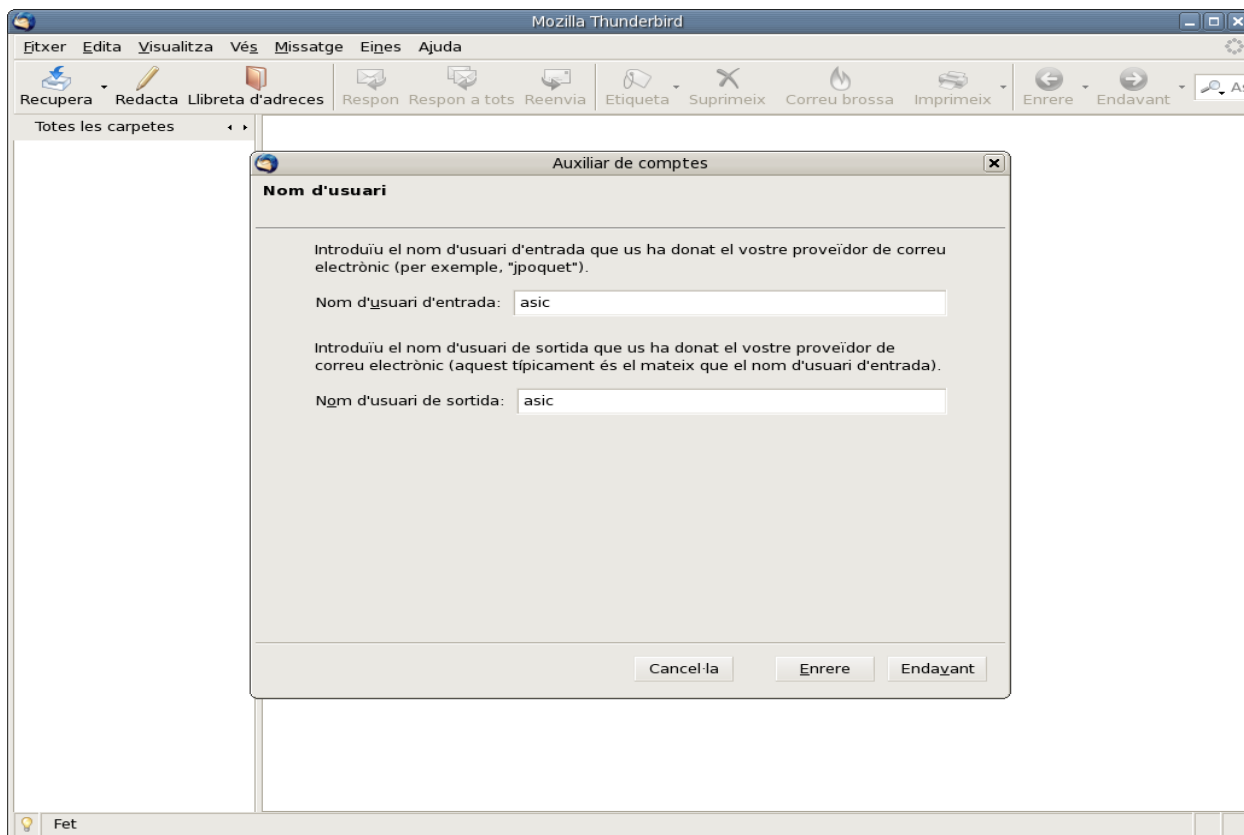 Mozilla Thunderbird
Fitxer Edita Visualitza Vés Missatge Eines Ajuda
Recupera Redacta Llibreta d'adreces Respon Respon a tots Reenvia Etiqueta Suprimeix Correu brossa Imprimeix Enrere Endavant
Totes les carpetes
Auxiliar de comptes
Nom d'usuari
Introduïu el nom d'usuari d'entrada que us ha donat el vostre proveïdor de correu
electrònic (per exemple, "jpoquet").
Nom d'usuari d'entrada: asic
Introduïu el nom d'usuari de sortida que us ha donat el vostre proveïdor de
correu electrònic (aquest típicament és el mateix que el nom d'usuari d'entrada).
Nom d'usuari de sortida: asic
Cancel·la Enrere Endavant
Fet